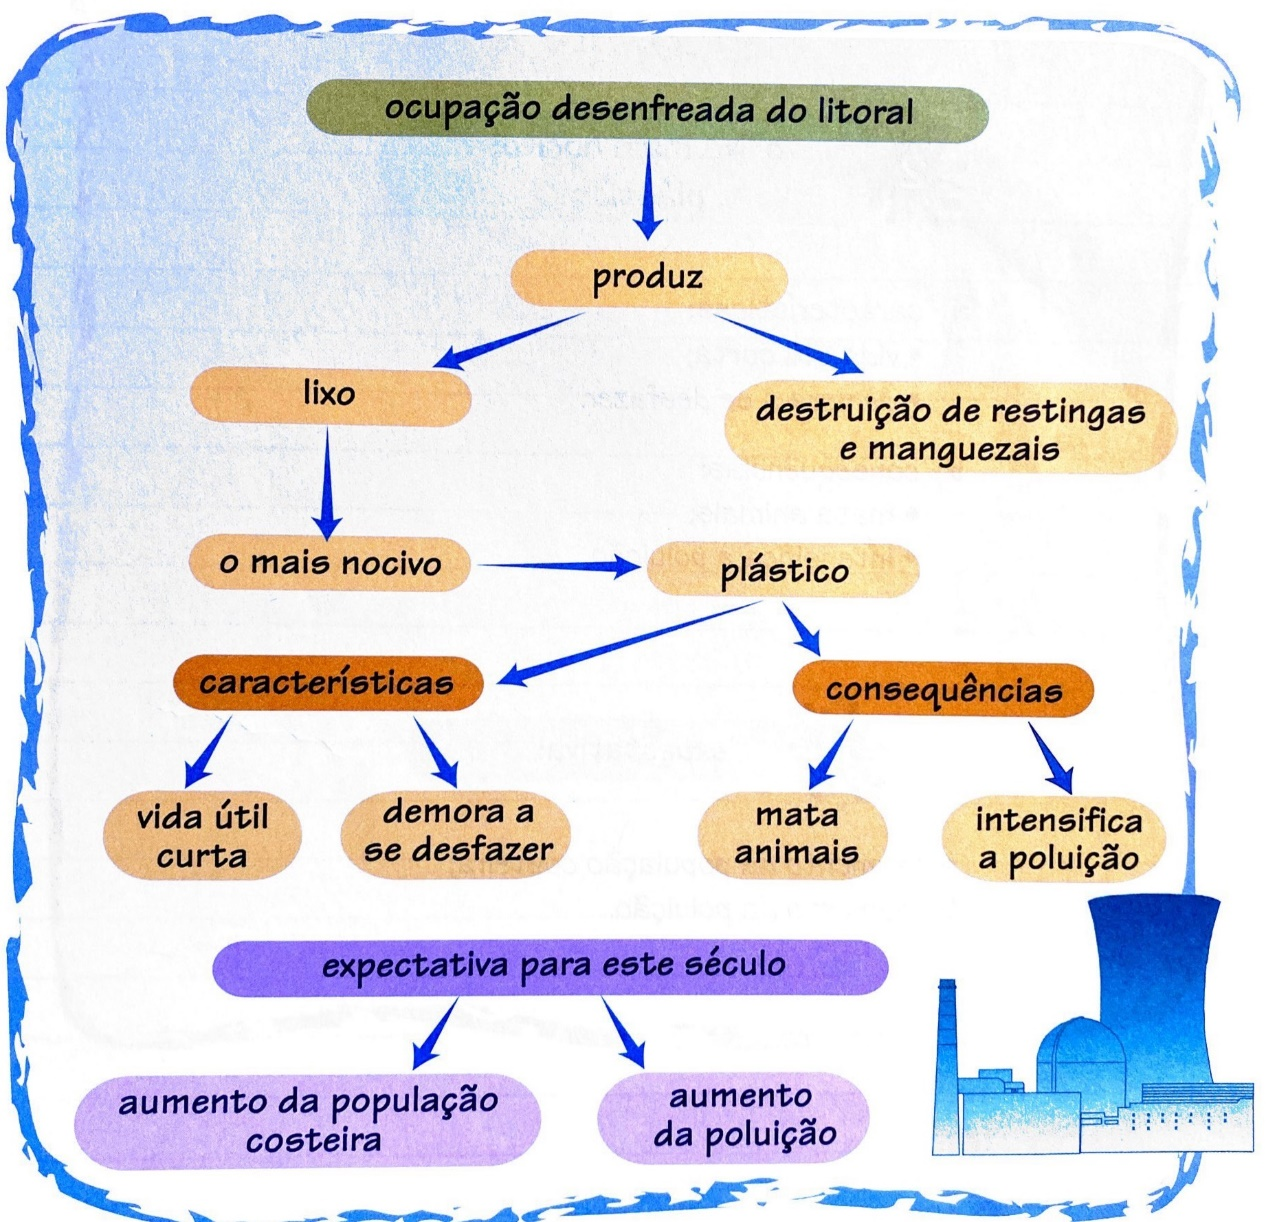 ocupação desenfreada do litoral
produz
lixo
destruição de restingas
e manguezais
o mais nocivo
plástico
características
consequências
vida útil
curta
demora a
se desfazer
mata
animais
intensifica
a poluição
expectativa para este século
aumento da população
costeira
aumento
da poluição